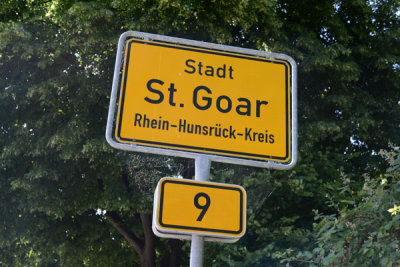 Stadt
St. Goar
Rhein-Hunsrück-Kreis
9